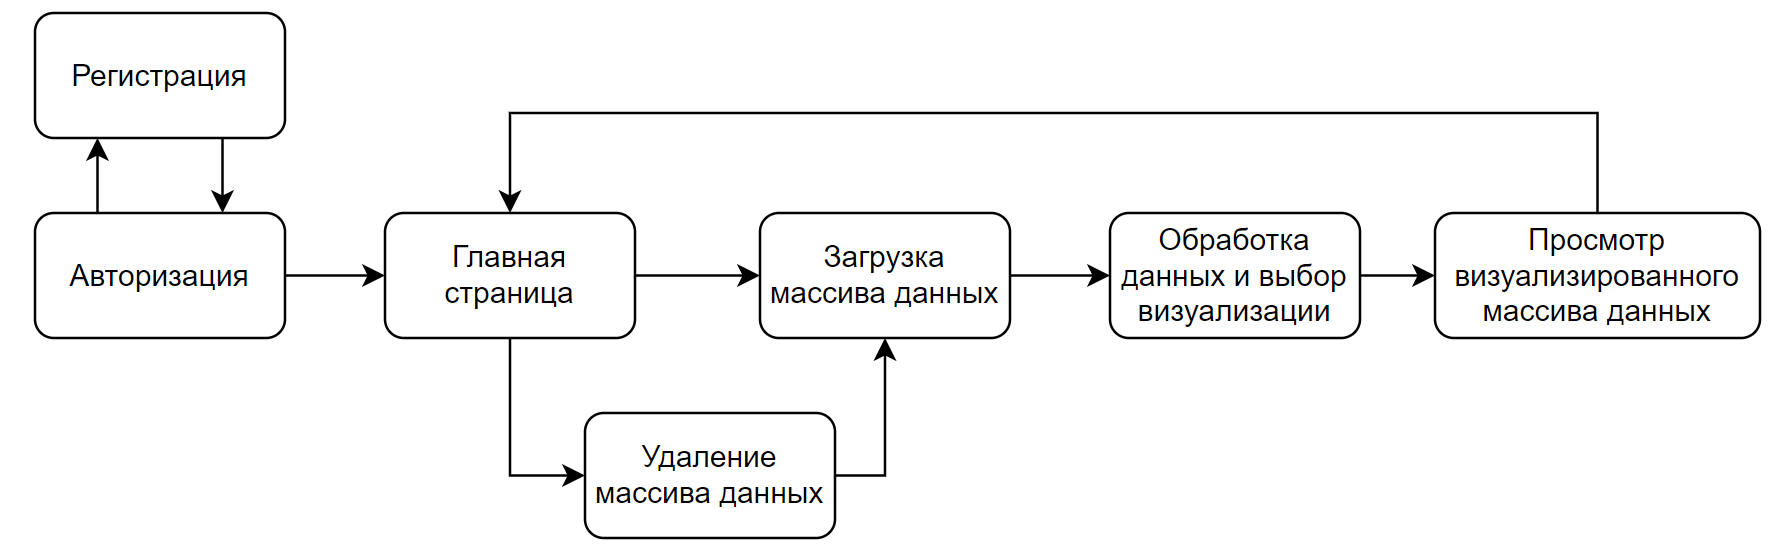 Регистрация
Авторизация
Главная
страница
Загрузка
массива данных
Обработка
данных и выбор
визуализации
Просмотр
визуализированного
массива данных
Удаление
массива данных